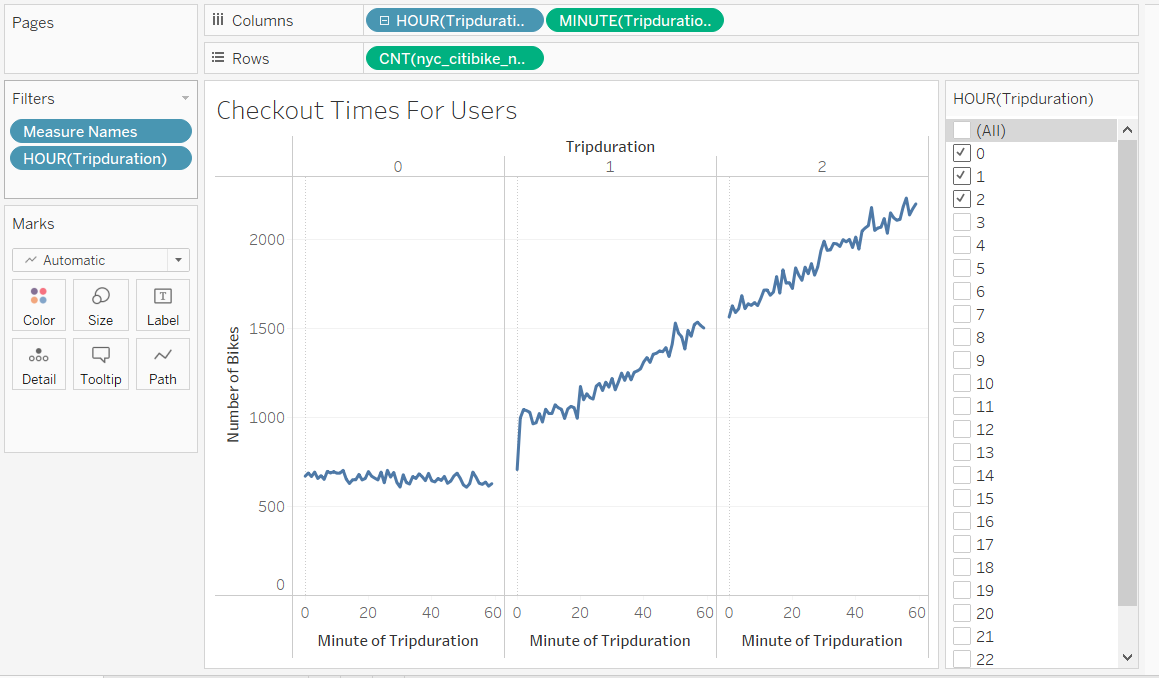 Pages
Columns
HOUR(Tripdurati..
MINUTE(Tripduratio..
Rows
CNT(nyc_citibike_n..
Filters
Measure Names
HOUR(Tripduration)
Marks
Automatic
Color
Size
Label
Detail
Tooltip
Path
Checkout Times For Users
Tripduration
0
1
2
Number of Bikes
2000
1500
1000
500
0
0 20 40 60
0 20 40 60
0 20 40 60
Minute of Tripduration
Minute of Tripduration
Minute of Tripduration
HOUR(Tripduration)
(All)
0
1
2
3
4
5
6
7
8
9
10
11
12
13
14
15
16
17
18
19
20
21
22